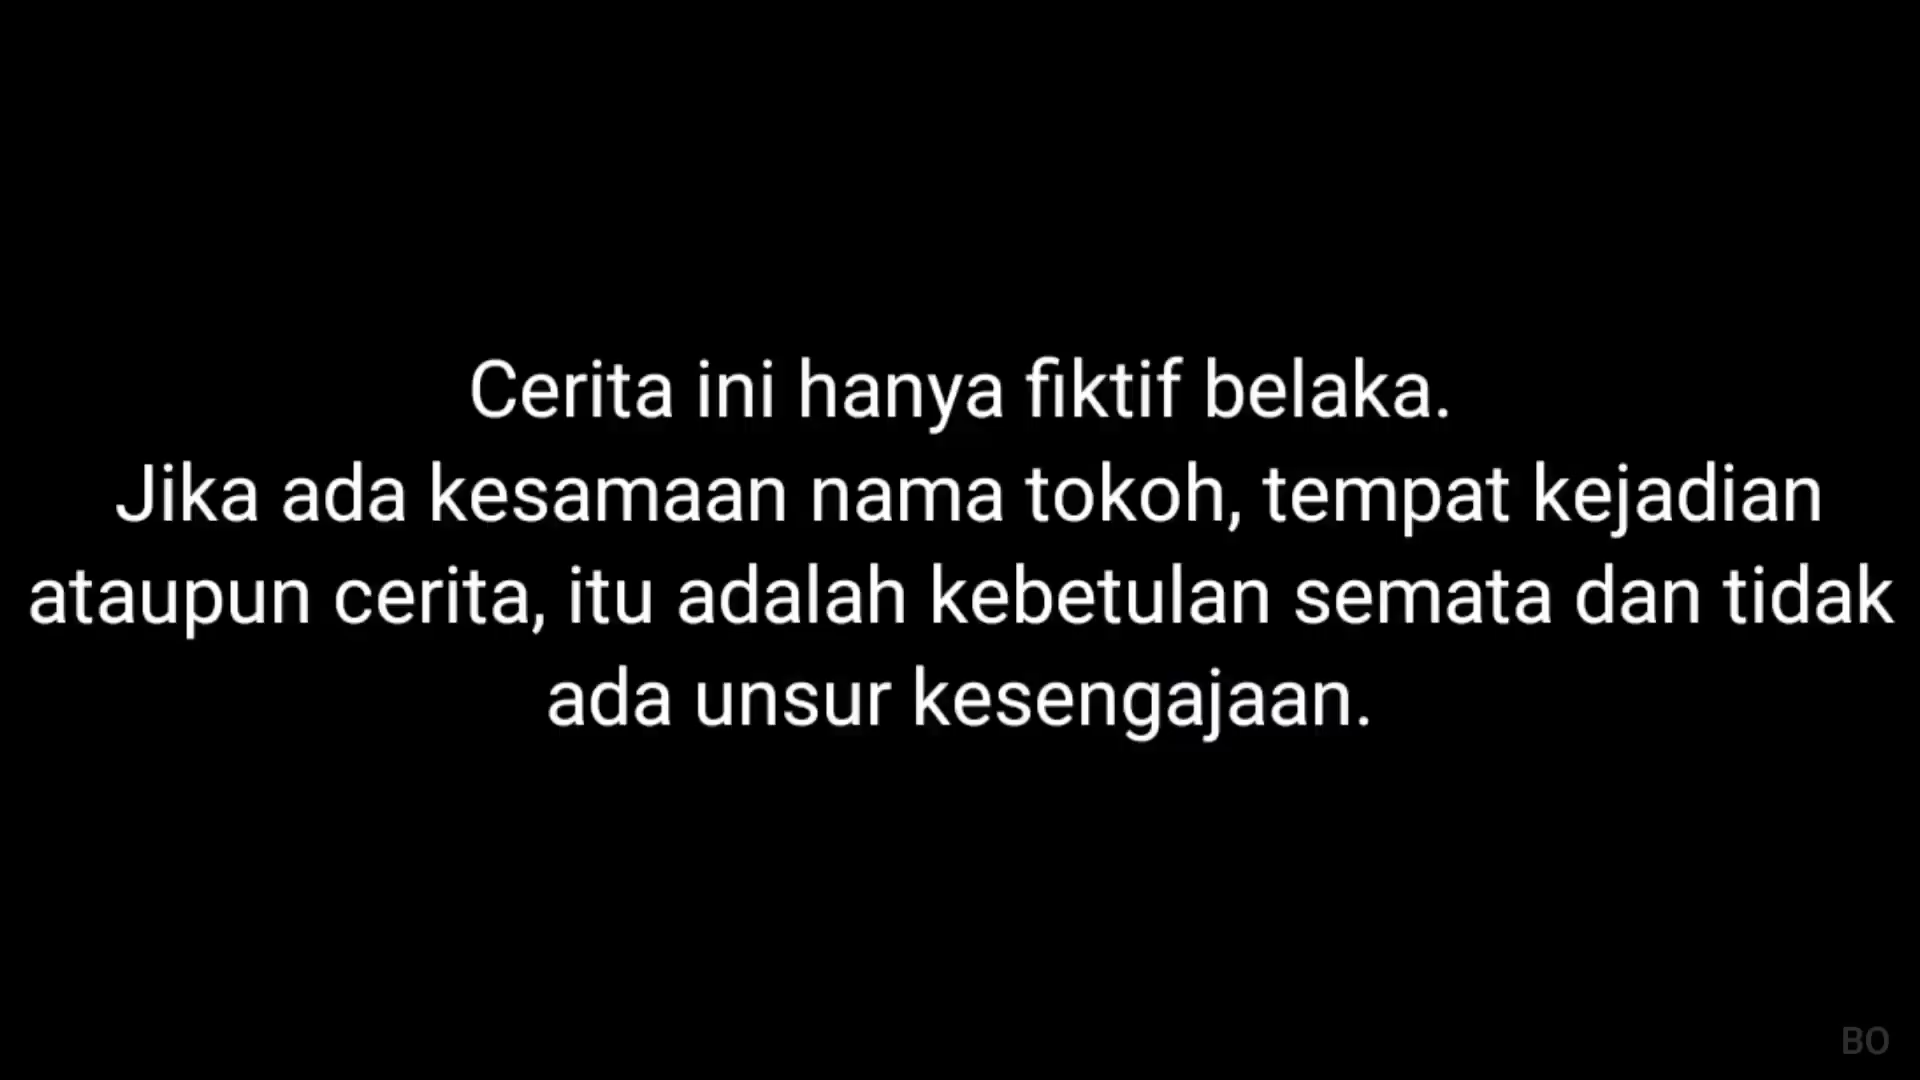 Cerita ini hanya fiktif belaka.
Jika ada kesamaan nama tokoh, tempat kejadian
ataupun cerita, itu adalah kebetulan semata dan tidak
ada unsur kesengajaan.
BO